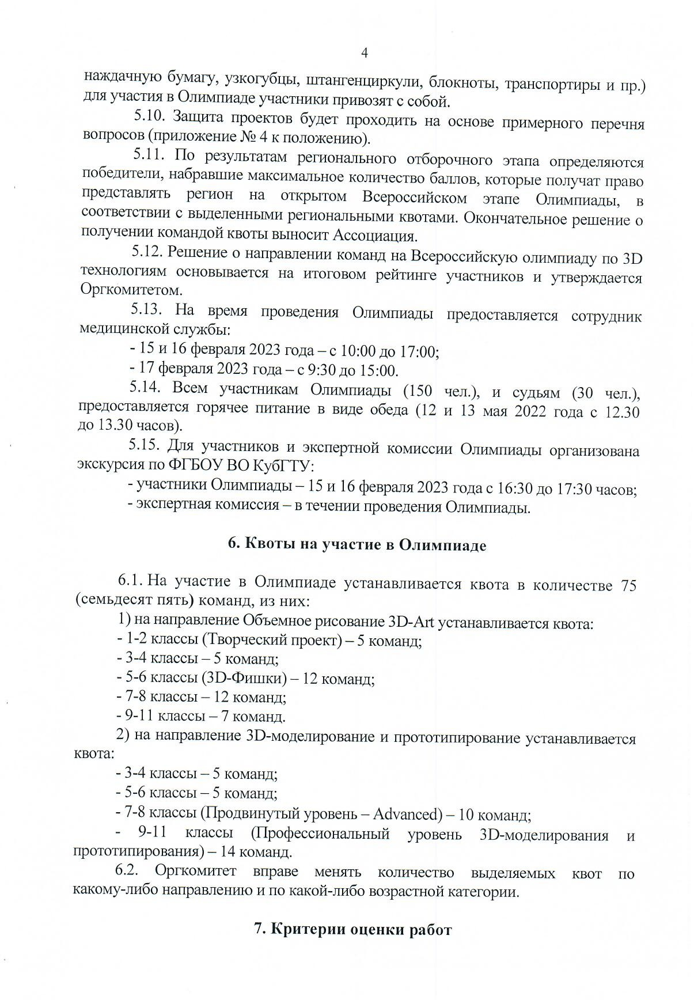 4
наждачную бумагу, узкогубцы, штангенциркули, блокноты, транспортиры и пр.)
для участия в Олимпиаде участники привозят с собой.
5.10. Защита проектов будет проходить на основе примерного перечня
вопросов (приложение № 4 к положению).
5.11. По результатам регионального отборочного этапа определяются
победители, набравшие максимальное количество баллов, которые получат право
представлять регион на открытом Всероссийском этапе Олимпиады, в
соответствии с выделенными региональными квотами. Окончательное решение о
получении командой квоты выносит Ассоциация.
5.12. Решение о направлении команд на Всероссийскую олимпиаду по 3D
технологиям основывается на итоговом рейтинге участников и утверждается
Оргкомитетом.
5.13. На время проведения Олимпиады предоставляется сотрудник
медицинской службы:
- 15 и 16 февраля 2023 года – с 10:00 до 17:00;
- 17 февраля 2023 года – с 9:30 до 15:00.
5.14. Всем участникам Олимпиады (150 чел.), и судьям (30 чел.),
предоставляется горячее питание в виде обеда (12 и 13 мая 2022 года с 12.30
до 13.30 часов).
5.15. Для участников и экспертной комиссии Олимпиады организована
экскурсия по ФГБОУ ВО КубГТУ:
- участники Олимпиады – 15 и 16 февраля 2023 года с 16:30 до 17:30 часов;
- экспертная комиссия – в течении проведения Олимпиады.
6. Квоты на участие в Олимпиаде
6.1. На участие в Олимпиаде устанавливается квота в количестве 75
(семьдесят пять) команд, из них:
1) на направление Объемное рисование 3D-Art устанавливается квота:
- 1-2 классы (Творческий проект) – 5 команд;
- 3-4 классы – 5 команд;
- 5-6 классы (3D-Фишки) – 12 команд;
- 7-8 классы – 12 команд;
- 9-11 классы – 7 команд.
2) на направление 3D-моделирование и прототипирование устанавливается
квота:
- 3-4 классы – 5 команд;
- 5-6 классы – 5 команд;
- 7-8 классы (Продвинутый уровень – Advanced) – 10 команд;
- 9-11 классы (Профессиональный уровень 3D-моделирования и
прототипирования) – 14 команд.
6.2. Оргкомитет вправе менять количество выделяемых квот по
какому-либо направлению и по какой-либо возрастной категории.
7. Критерии оценки работ